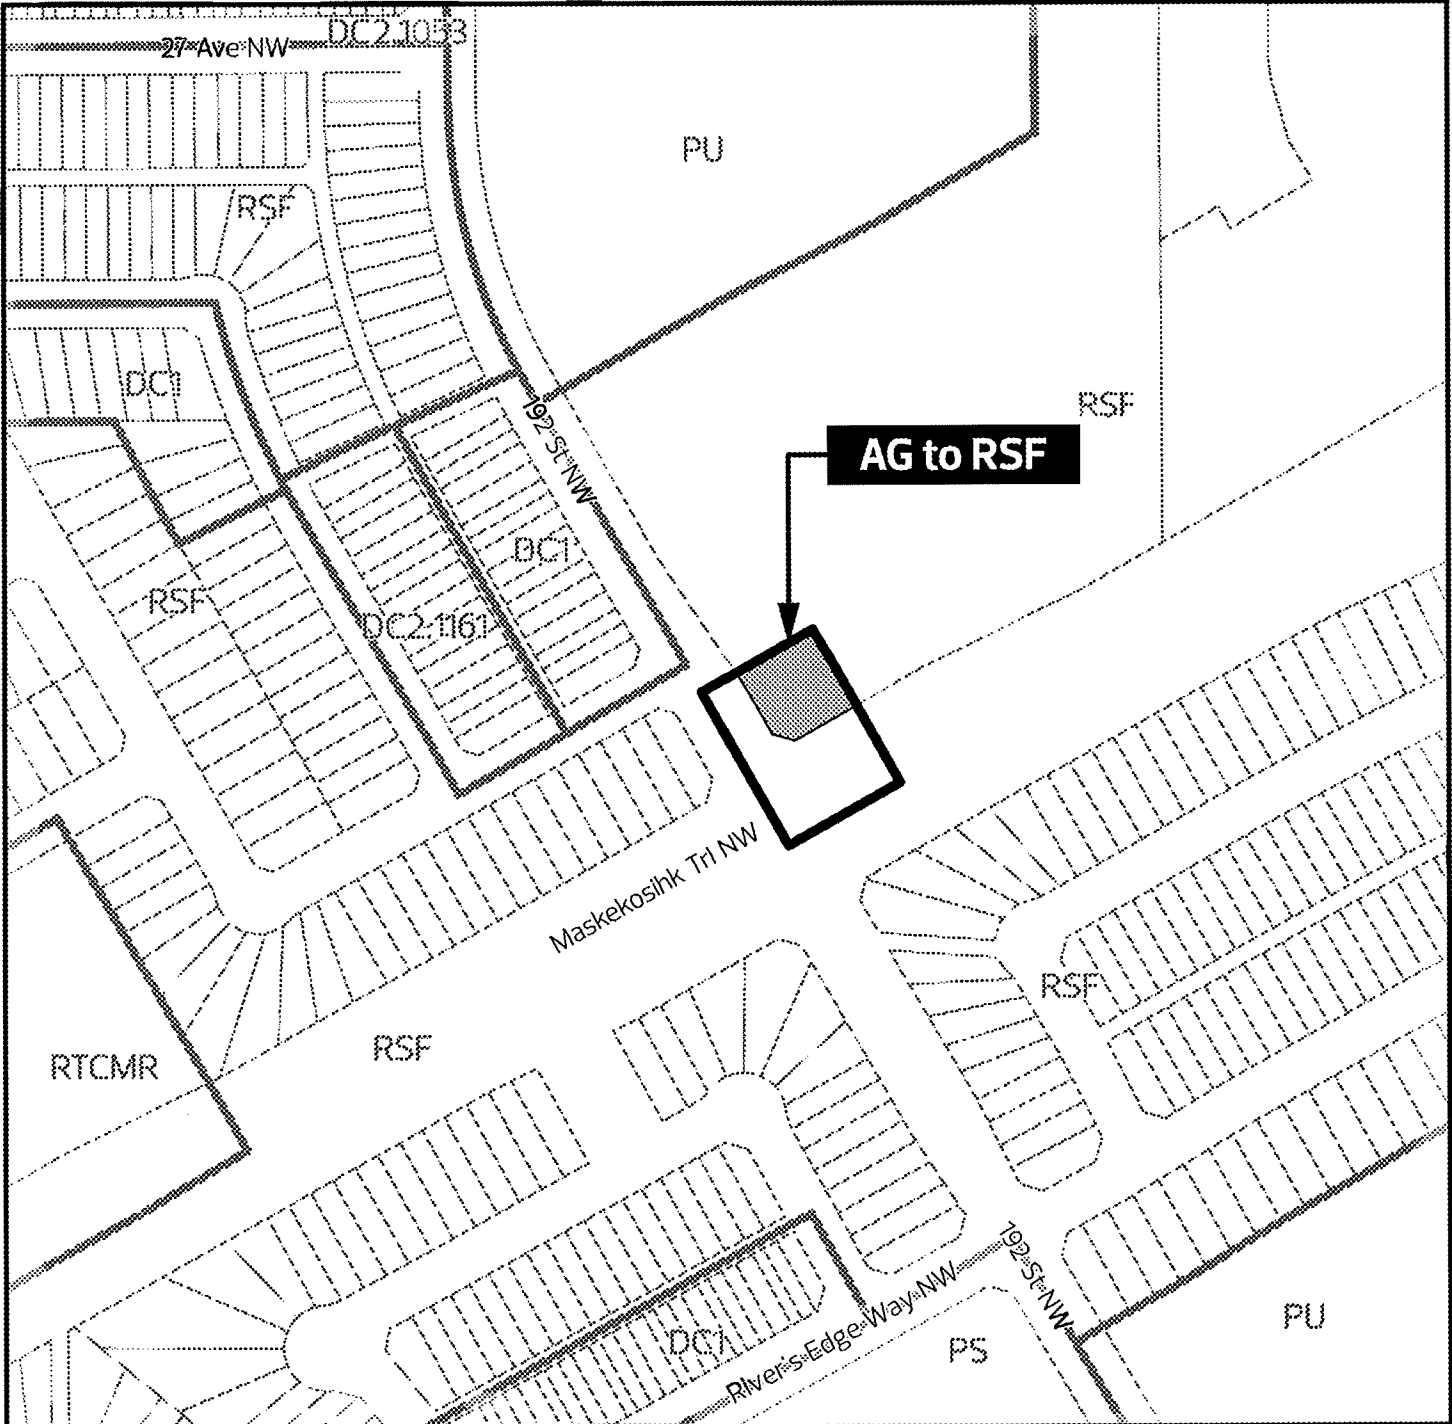 DC2.1053
27 Ave NW
PU
RSF
DC1
RSF
192 St NW
AG to RSF
DC1
RSF
DC2.1161
Maskekosihk Trl NW
RSF
RSF
RTCMR
192 St NW
River's Edge Way NW
PU
DC1
PS